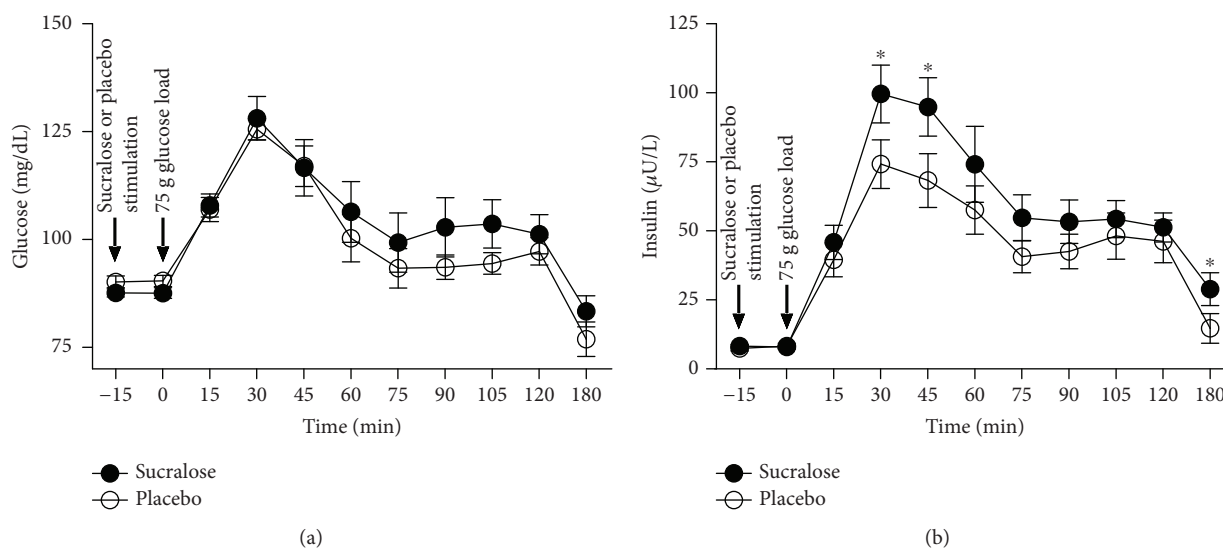 150
125
100
75
Glucose (mg/dL)
Sucralose or placebo
stimulation
75 g glucose load
−15 0 15 30 45 60 75 90 105 120 180
Time (min)
Sucralose
Placebo
(a)
125
100
75
50
25
0
Insulin (μU/L)
Sucralose or placebo
stimulation
75 g glucose load
* * *
−15 0 15 30 45 60 75 90 105 120 180
Time (min)
Sucralose
Placebo
(b)